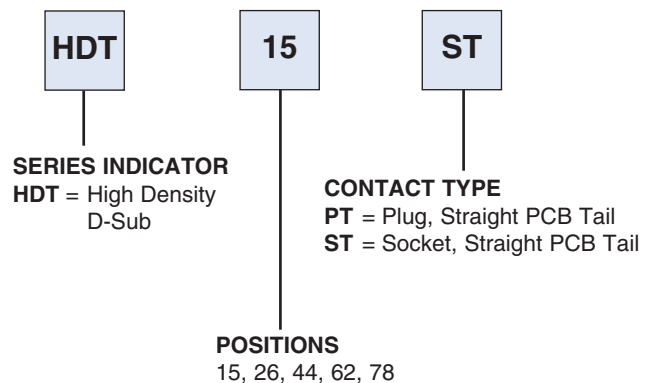 HDT 15 ST
SERIES INDICATOR
HDT = High Density
D-Sub
CONTACT TYPE
PT = Plug, Straight PCB Tail
ST = Socket, Straight PCB Tail
POSITIONS
15, 26, 44, 62, 78